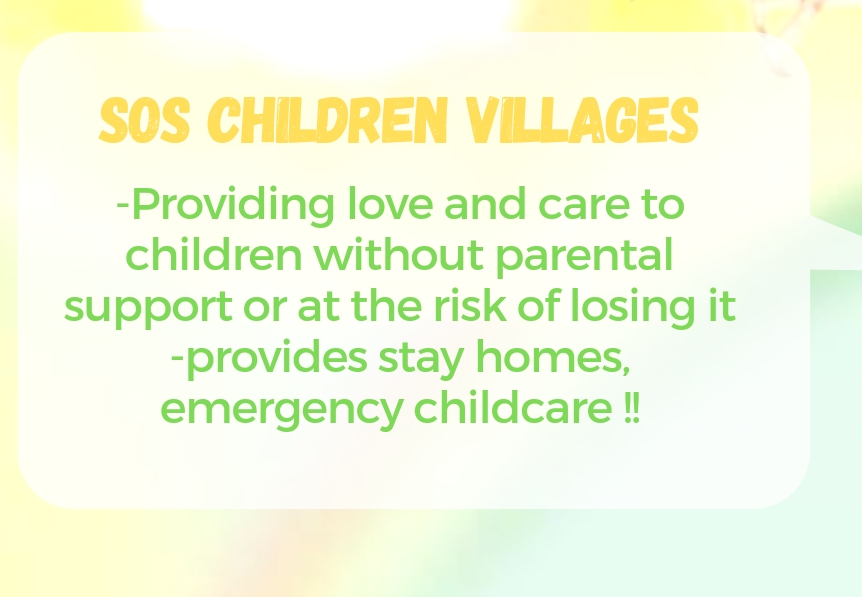 SOS CHILDREN VILLAGES
-Providing love and care to
children without parental
support or at the risk of losing it
-provides stay homes,
emergency childcare !!